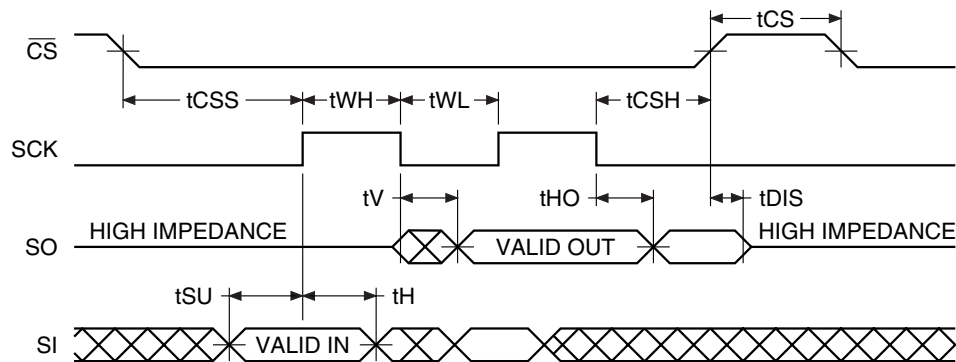 tCS
CS
tCSS tWH tWL tCSH
SCK
tV tHO tDIS
HIGH IMPEDANCE HIGH IMPEDANCE
SO VALID OUT
tSU tH
SI VALID IN